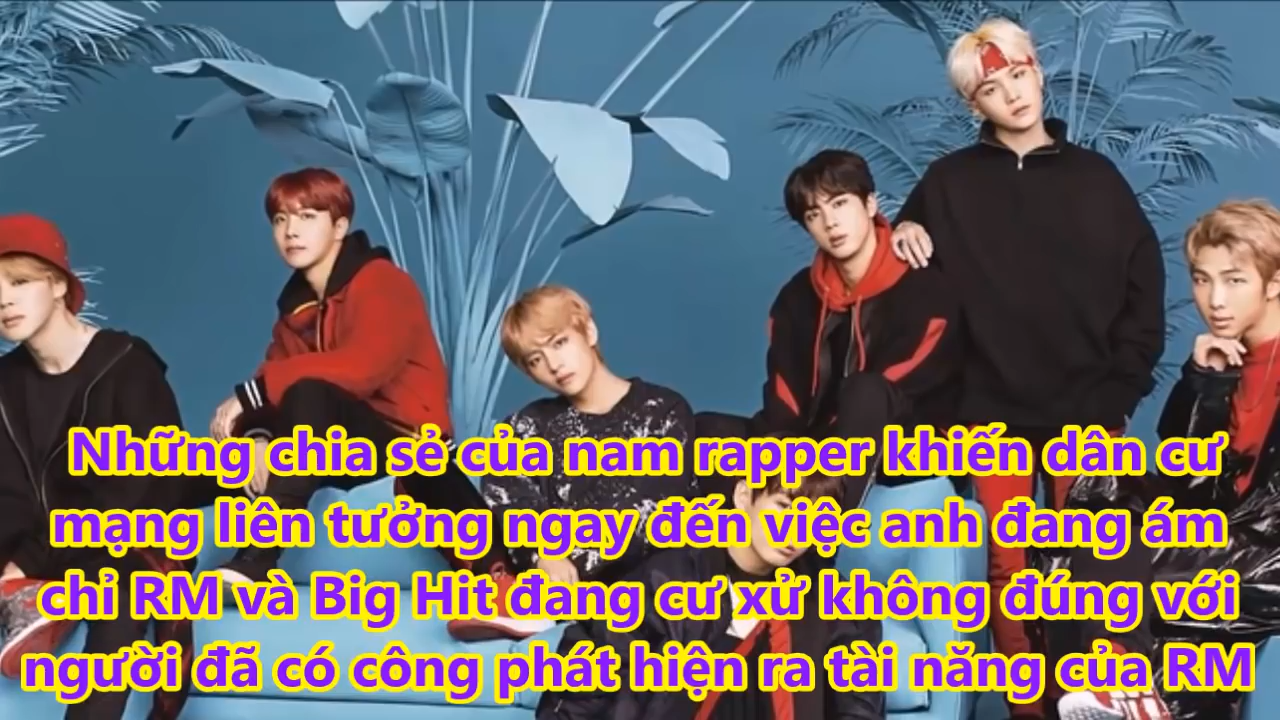 Những chia sẻ của nam rapper khiến dân cư
mạng liên tưởng ngay đến việc anh đang ám
chỉ RM và Big Hit đang cư xử không đúng với
người đã có công phát hiện ra tài năng của RM